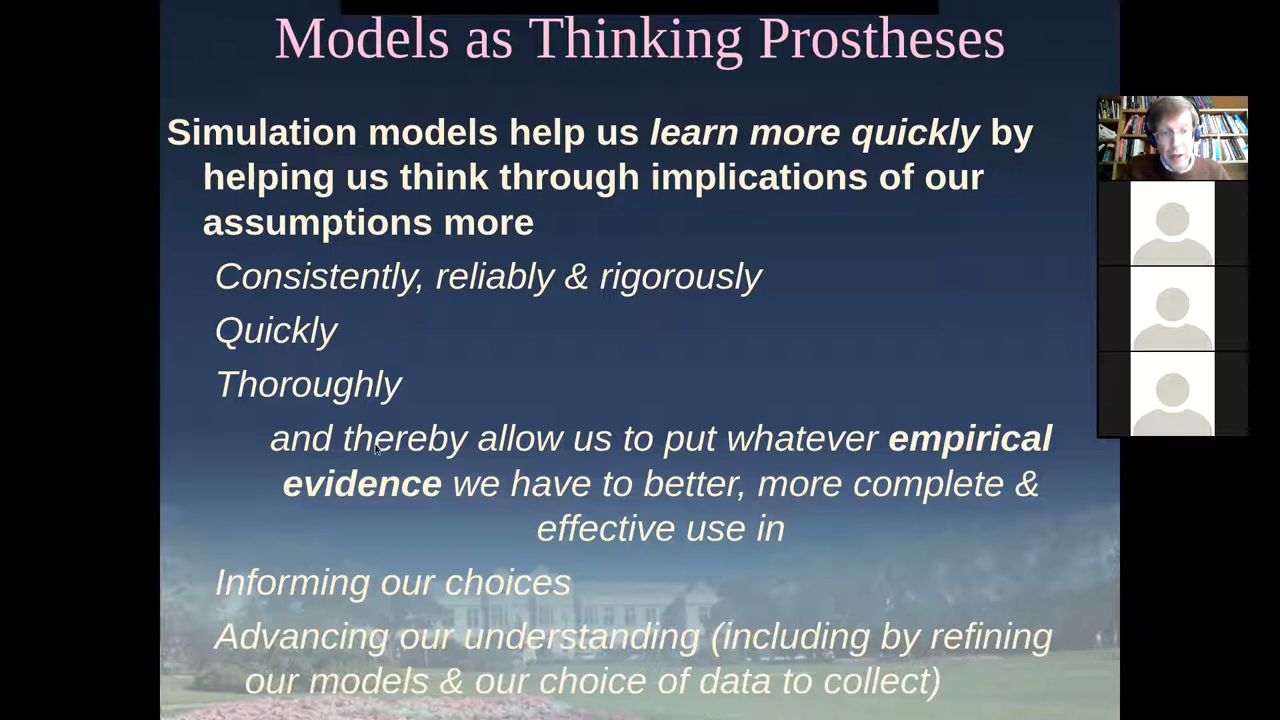 Models as Thinking Prostheses
Simulation models help us learn more quickly by
helping us think through implications of our
assumptions more
Consistently, reliably & rigorously
Quickly
Thoroughly
and thereby allow us to put whatever empirical
evidence we have to better, more complete &
effective use in
Informing our choices
Advancing our understanding (including by refining
our models & our choice of data to collect)